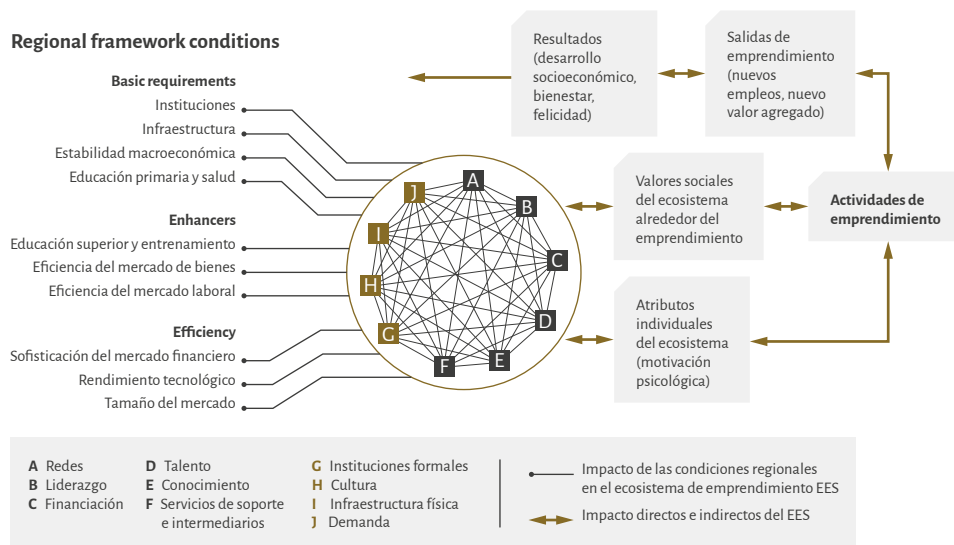 Regional framework conditions
Basic requirements
Instituciones
Infraestructura
Estabilidad macroeconómica
Educación primaria y salud
Enhancers
Educación superior y entrenamiento
Eficiencia del mercado de bienes
Eficiencia del mercado laboral
Efficiency
Sofisticación del mercado financiero
Rendimiento tecnológico
Tamaño del mercado
A
B
C
D
E
F
G
H
I
J
Resultados
(desarrollo
socioeconómico,
bienestar,
felicidad)
Salidas de
emprendimiento
(nuevos
empleos, nuevo
valor agregado)
Valores sociales
del ecosistema
alrededor del
emprendimiento
Actividades de
emprendimiento
Atributos
individuales
del ecosistema
(motivación
psicológica)
A Redes
B Liderazgo
C Financiación
D Talento
E Conocimiento
F Servicios de soporte
e intermediarios
G Instituciones formales
H Cultura
I Infraestructura física
J Demanda
Impacto de las condiciones regionales
en el ecosistema de emprendimiento EES
Impacto directos e indirectos del EES